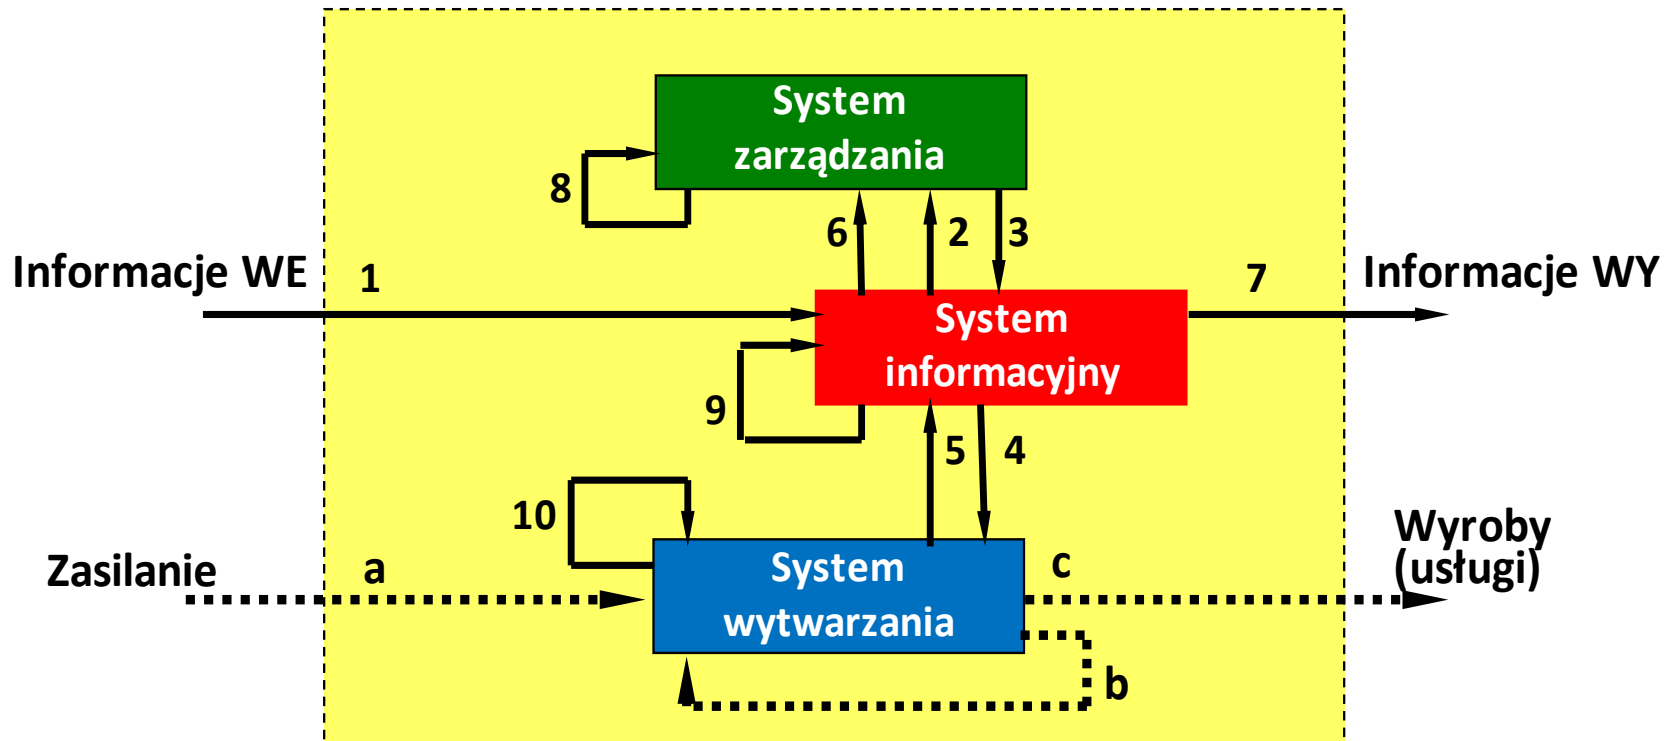 System
zarządzania
8
6 2 3
Informacje WE 1 7 Informacje WY
System
informacyjny
9
5 4
10
Wyroby
(usługi)
Zasilanie a
System
wytwarzania
c
b